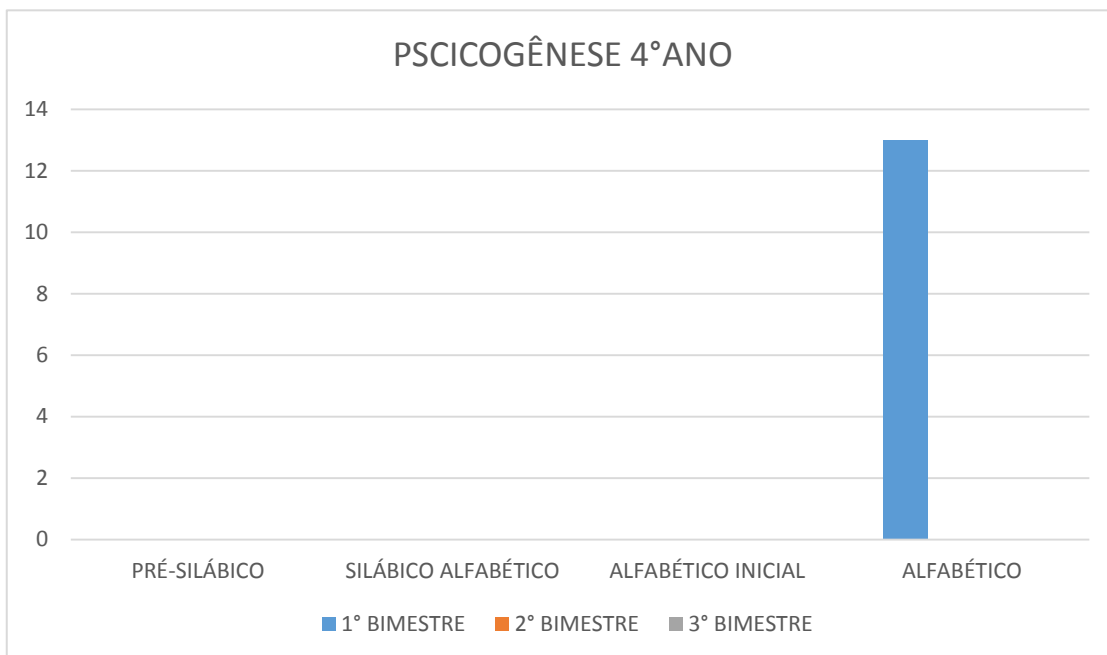 PSCICOGÊNESE 4°ANO
14
12
10
8
6
4
2
0
PRÉ-SILÁBICO SILÁBICO ALFABÉTICO ALFABÉTICO INICIAL ALFABÉTICO
1° BIMESTRE 2° BIMESTRE 3° BIMESTRE